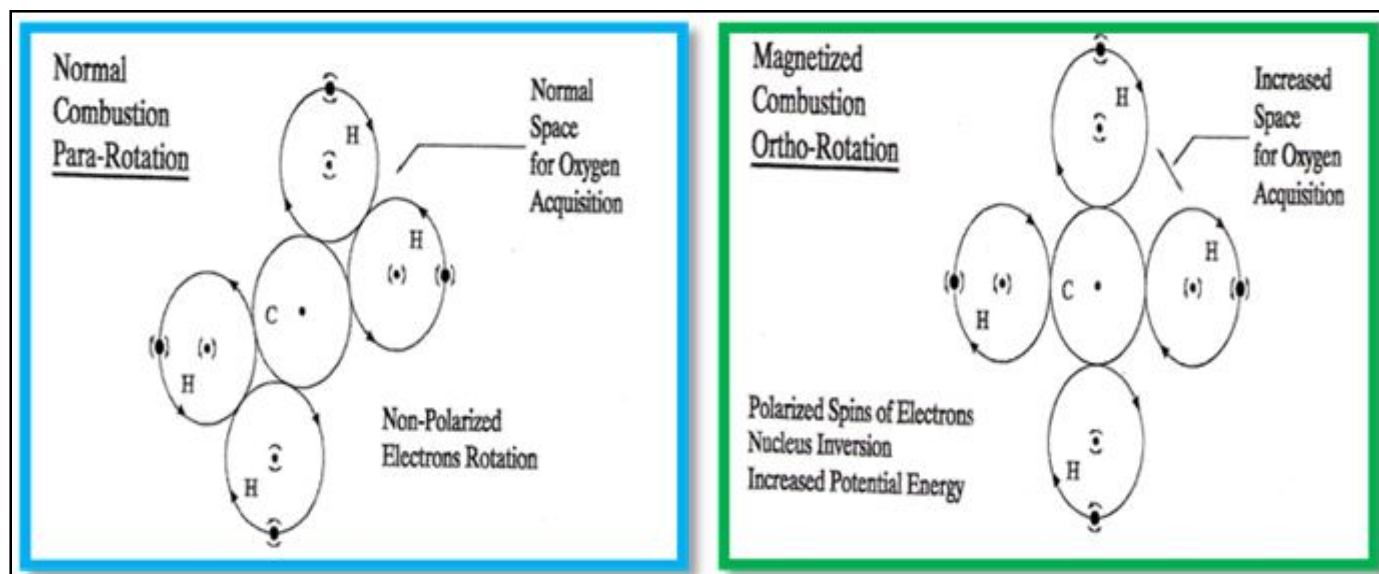 Normal
Combustion
Para-Rotation
Normal
Space
for Oxygen
Acquisition
H
H
C
H
H
Non-Polarized
Electrons Rotation
Magnetized
Combustion
Ortho-Rotation
Increased
Space
for Oxygen
Acquisition
H
H
C
H
H
Polarized Spins of Electrons
Nucleus Inversion
Increased Potential Energy